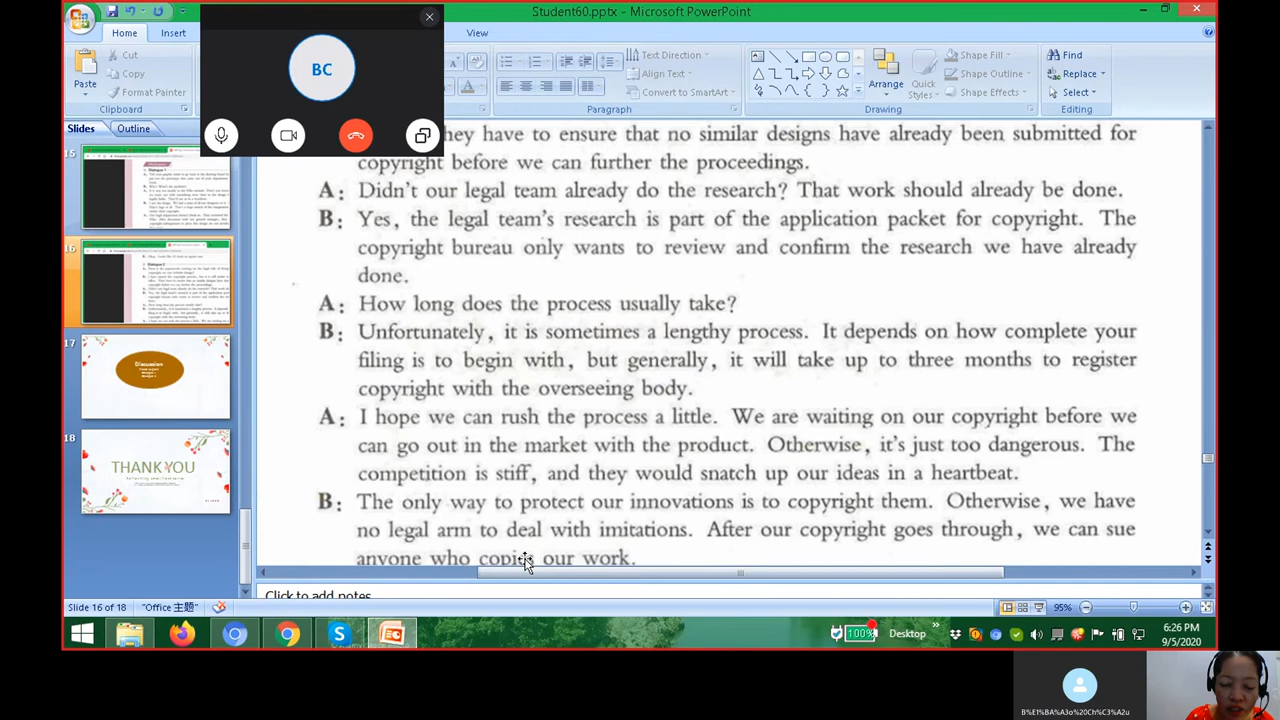 Student60.pptx - Microsoft PowerPoint
Home
Insert
View
Paste
Cut
Copy
Format Painter
Clipboard
BC
Text Direction
Align Text
Convert to SmartArt
Paragraph
Arrange
Quick Styles
Shape Fill
Shape Outline
Shape Effects
Drawing
Find
Replace
Select
Editing
Slides
Outline
15
16
17
Discussion
18
THANK YOU
hey have to ensure that no similar designs have already been submitted for
copyright before we can further the proceedings.
A: Didn't our legal team already do the research? That work should already be done.
B: Yes, the legal team's research is part of the application packet for copyright. The
copyright bureau only wants to review and confirm the research we have already
done.
A: How long does the process usually take?
B: Unfortunately, it is sometimes a lengthy process. It depends on how complete your
filing is to begin with, but generally, it will take up to three months to register
copyright with the overseeing body.
A: I hope we can rush the process a little. We are waiting on our copyright before we
can go out in the market with the product. Otherwise, it's just too dangerous. The
competition is stiff, and they would snatch up our ideas in a heartbeat.
B: The only way to protect our innovations is to copyright them. Otherwise, we have
no legal arm to deal with imitations. After our copyright goes through, we can sue
anyone who copies our work.
Click to add notes
Slide 16 of 18
"Office 主题"
95%
100%
Desktop
6:26 PM
9/5/2020
B%E1%BA%A3o%20Ch%C3%A2u